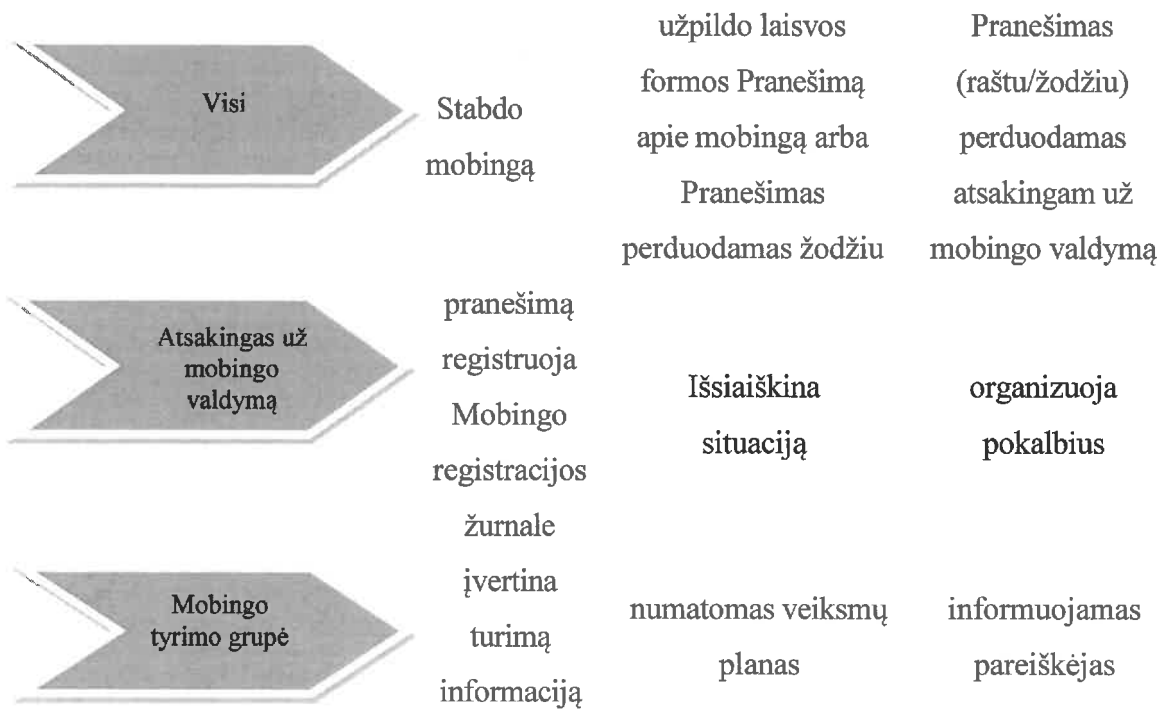 Visi
Stabdo
mobingą
užpildo laisvos
formos Pranešimą
apie mobingą arba
Pranešimas
perduodamas žodžiu
Pranešimas
(raštu/žodžiu)
perduodamas
atsakingam už
mobingo valdymą
Atsakingas už
mobingo
valdymą
pranešimą
registruoja
Mobingo
registracijos
žurnale
Išsiaiškina
situaciją
organizuoja
pokalbius
Mobingo
tyrimo grupė
įvertina
turimą
informaciją
numatomas veiksmų
planas
informuojamas
pareiškėjas